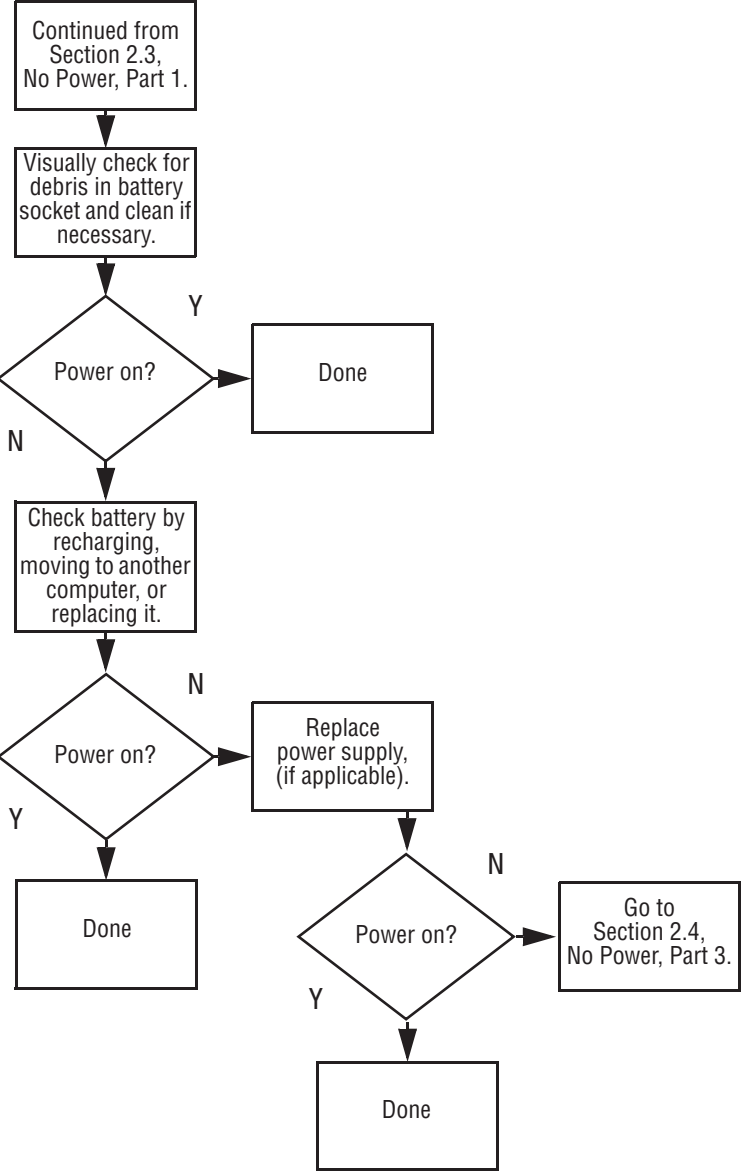 Continued from
Section 2.3,
No Power, Part 1.
Visually check for
debris in battery
socket and clean if
necessary.
Y
Power on?
Done
N
Check battery by
recharging,
moving to another
computer, or
replacing it.
N
Power on?
Replace
power supply,
(if applicable).
Y
Done
N
Power on?
Go to
Section 2.4,
No Power, Part 3.
Y
Done